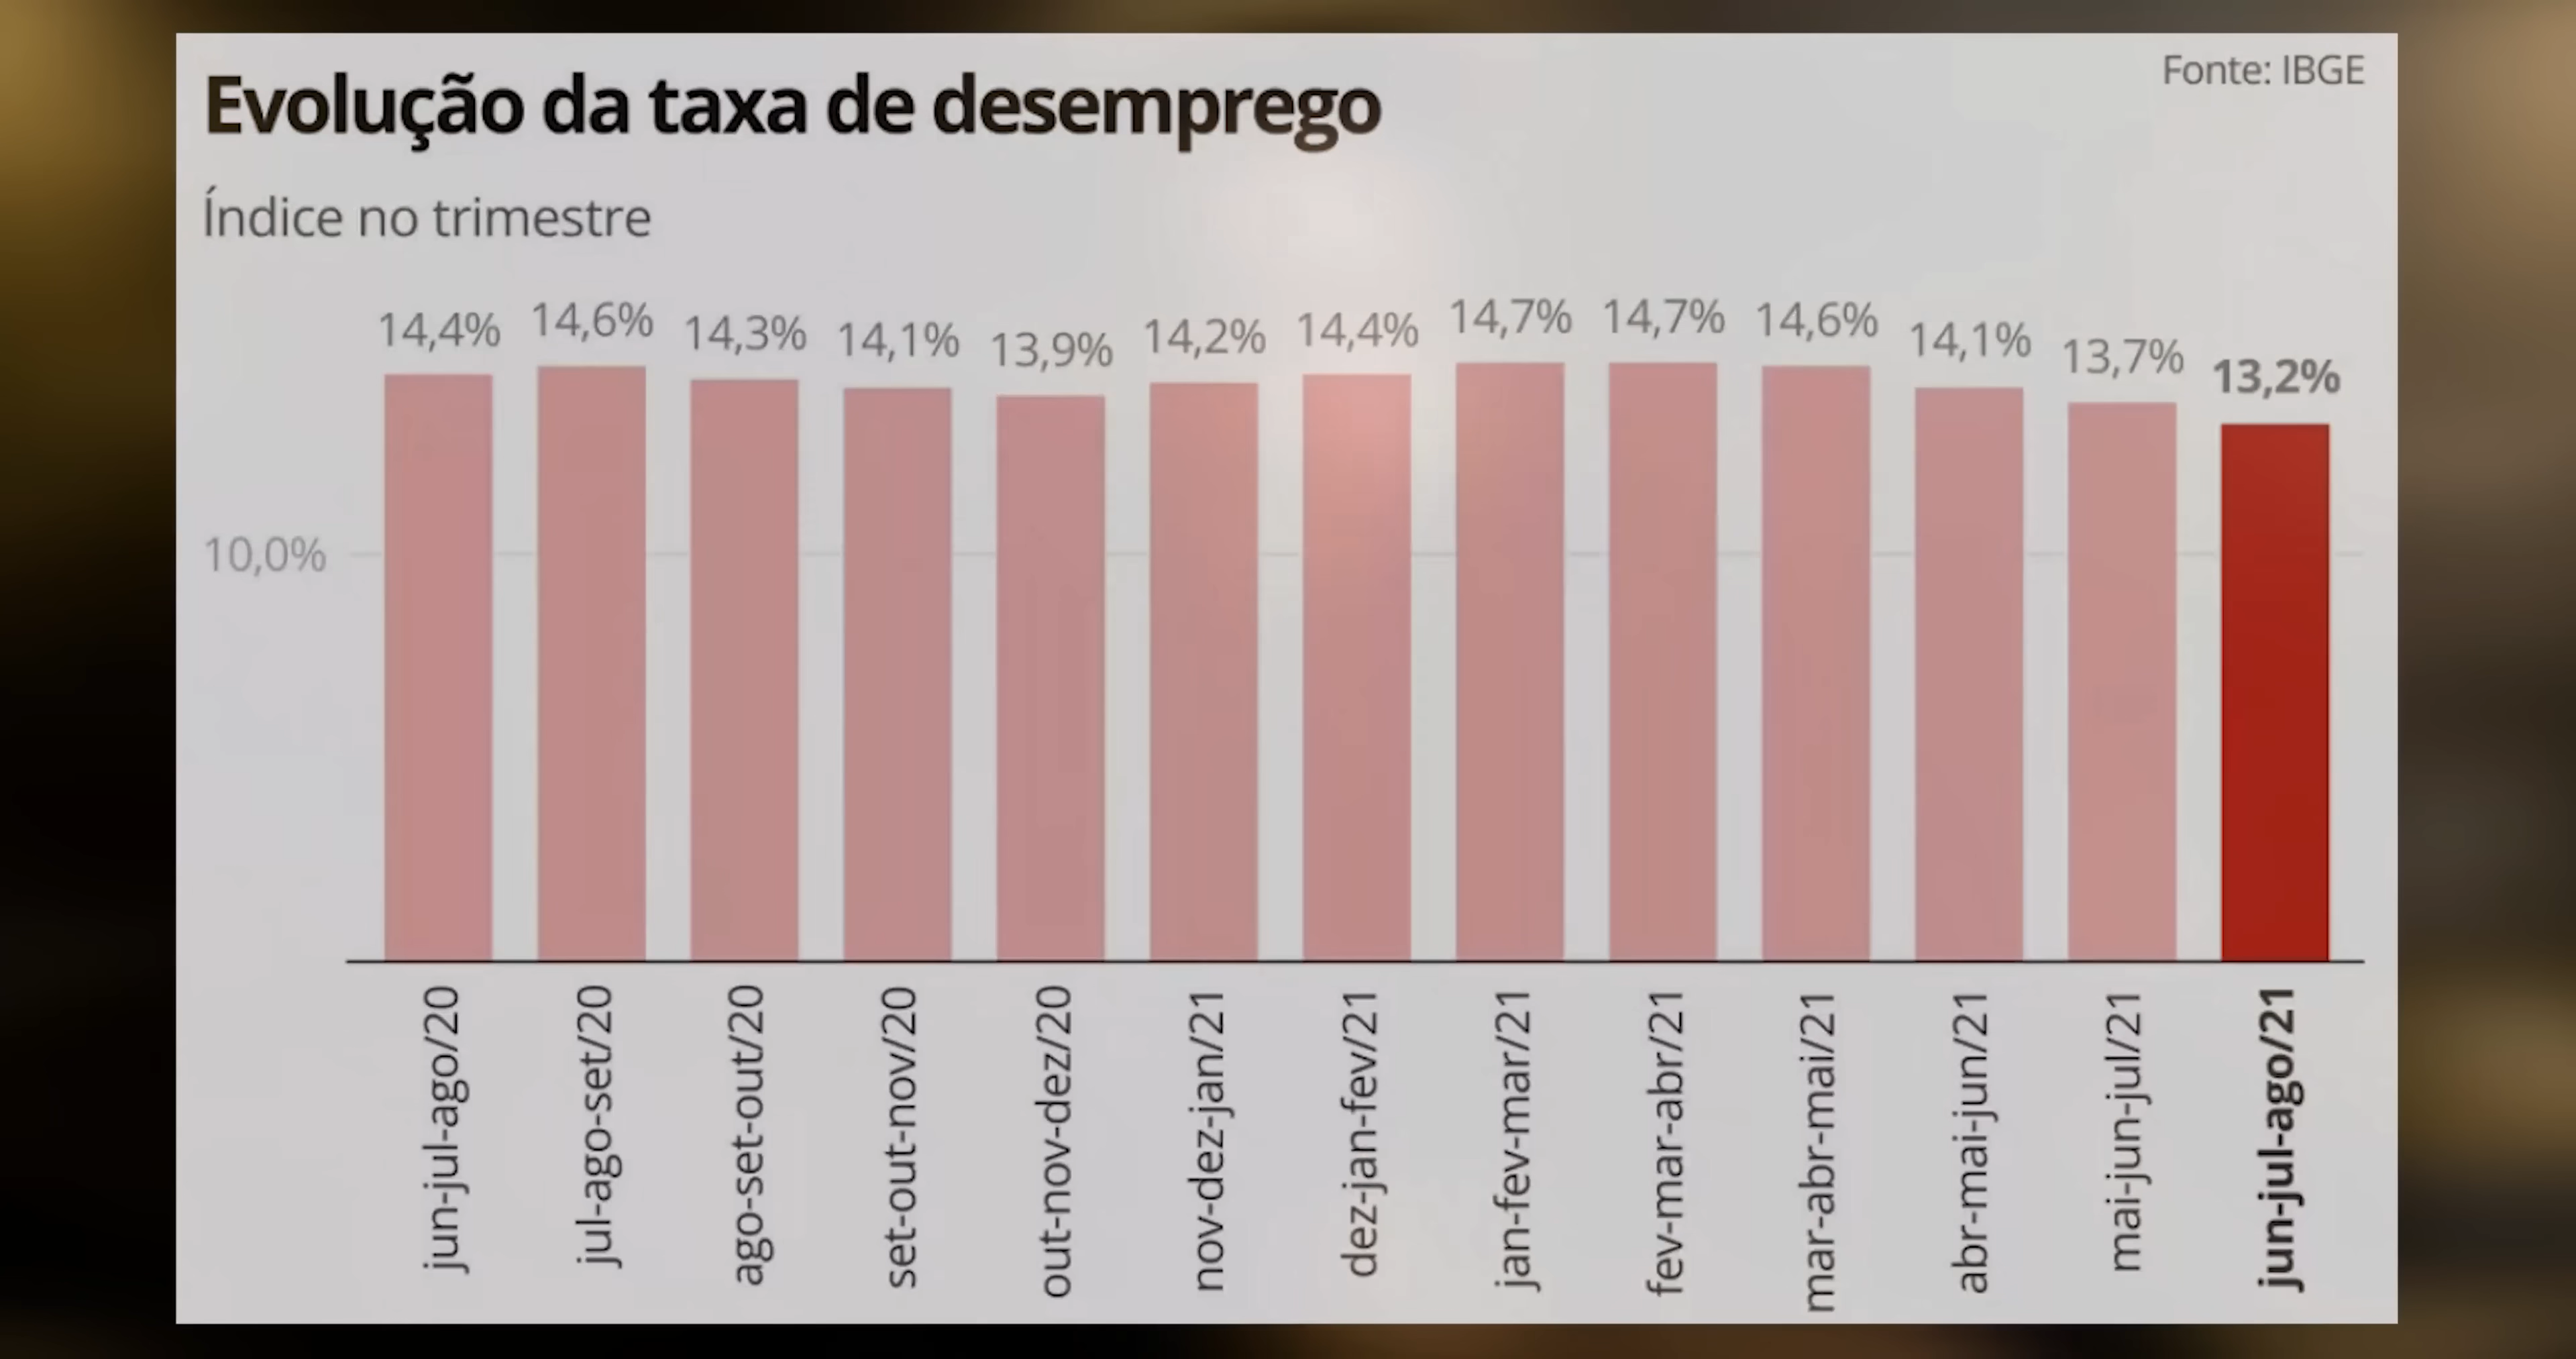 Evolução da taxa de desemprego
Fonte: IBGE
Índice no trimestre
14,4%
14,6%
14,3%
14,1%
13,9%
14,2%
14,4%
14,7%
14,7%
14,6%
14,1%
13,7%
13,2%
10,0%
jun-jul-ago/20
jul-ago-set/20
ago-set-out/20
set-out-nov/20
out-nov-dez/20
nov-dez-jan/21
dez-jan-fev/21
jan-fev-mar/21
fev-mar-abr/21
mar-abr-mai/21
abr-mai-jun/21
mai-jun-jul/21
jun-jul-ago/21